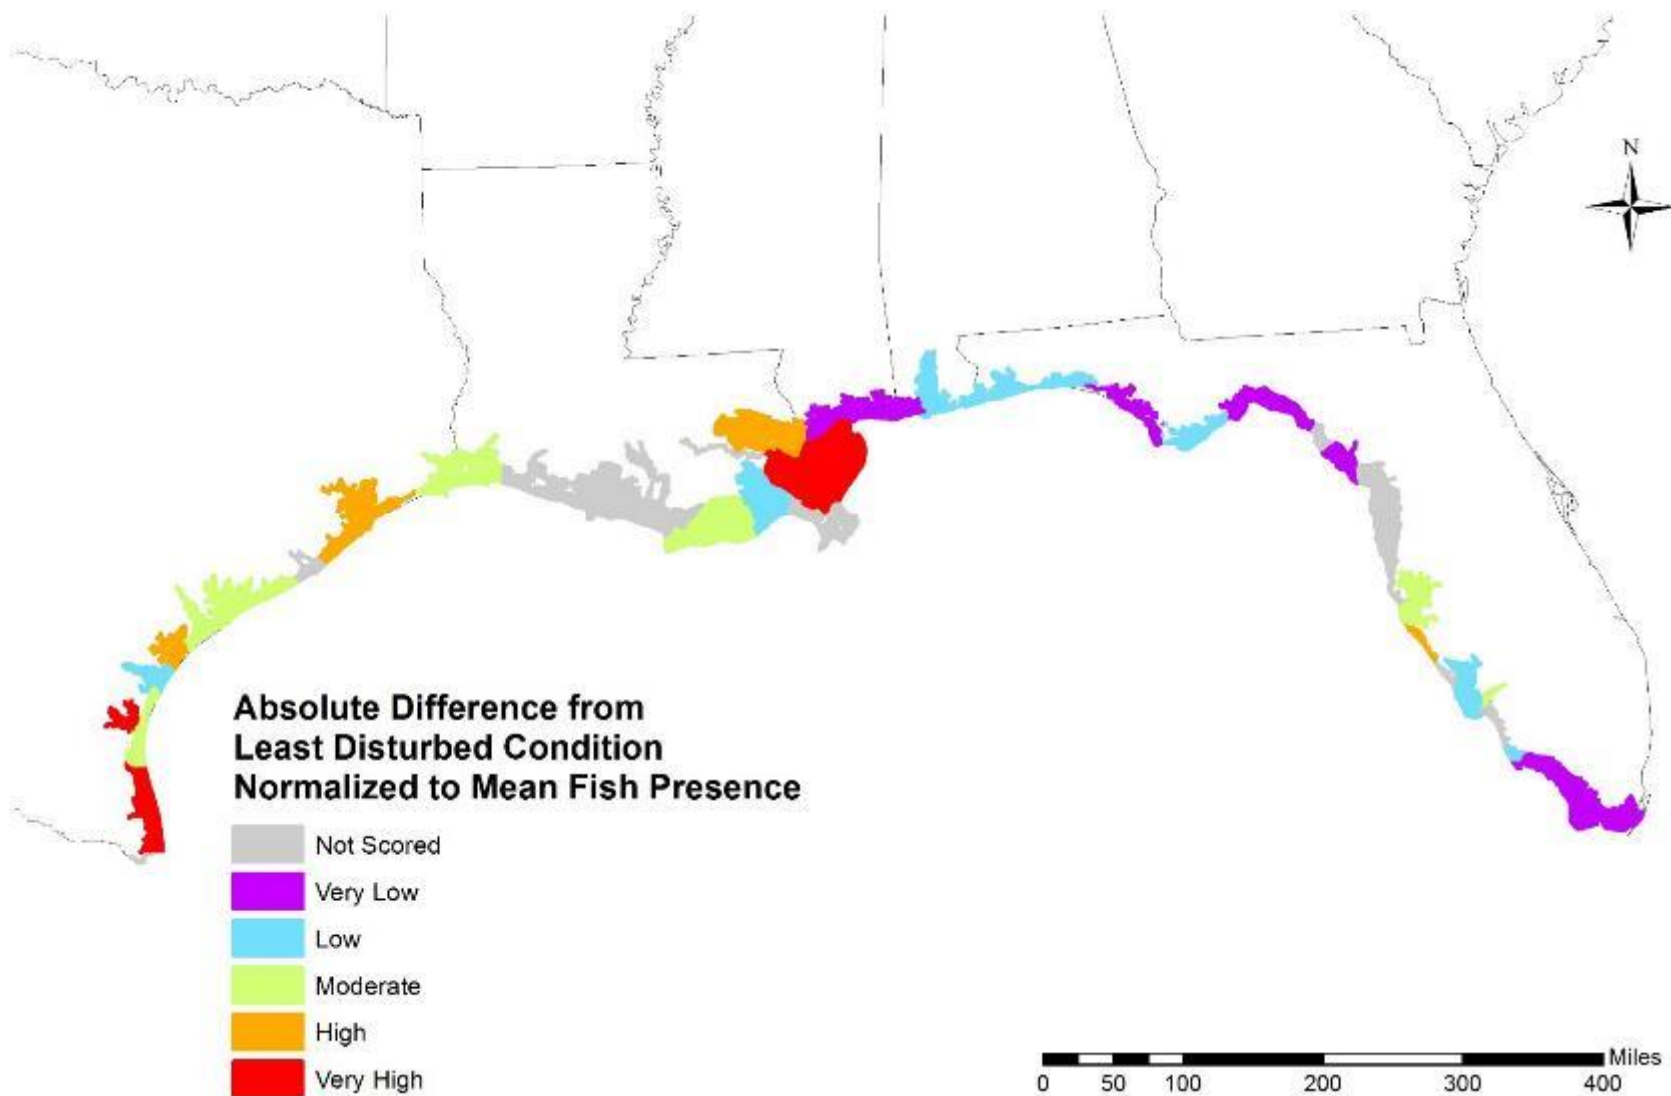 N
Absolute Difference from
Least Disturbed Condition
Normalized to Mean Fish Presence
Not Scored
Very Low
Low
Moderate
High
Very High
Miles
0 50 100 200 300 400